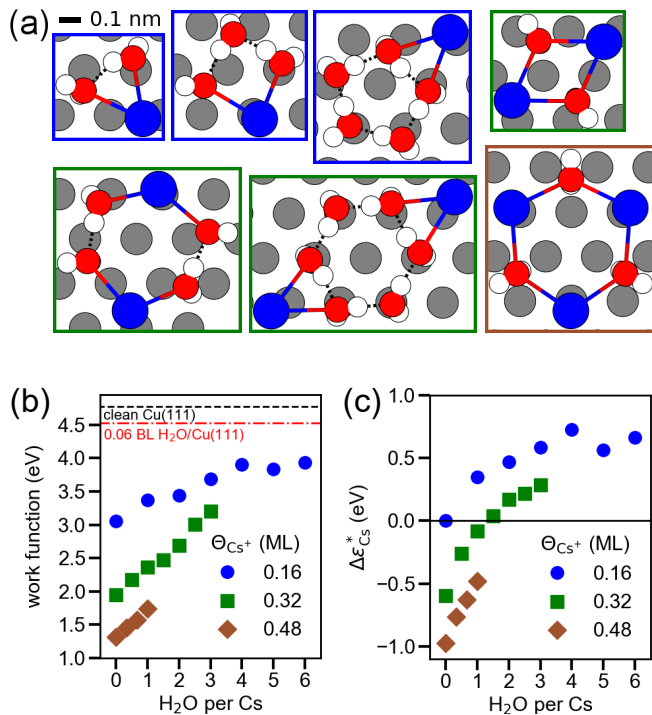 (a) 0.1 nm
(b)
work function (eV)
4.5
4.0
3.5
3.0
2.5
2.0
1.5
1.0
clean Cu(111)
0.06 BL H₂O/Cu(111)
Θ_Cs⁺ (ML)
0.16
0.32
0.48
0 1 2 3 4 5 6
H₂O per Cs
(c)
Δε*_Cs (eV)
1.0
0.5
0.0
−0.5
−1.0
Θ_Cs⁺ (ML)
0.16
0.32
0.48
0 1 2 3 4 5 6
H₂O per Cs